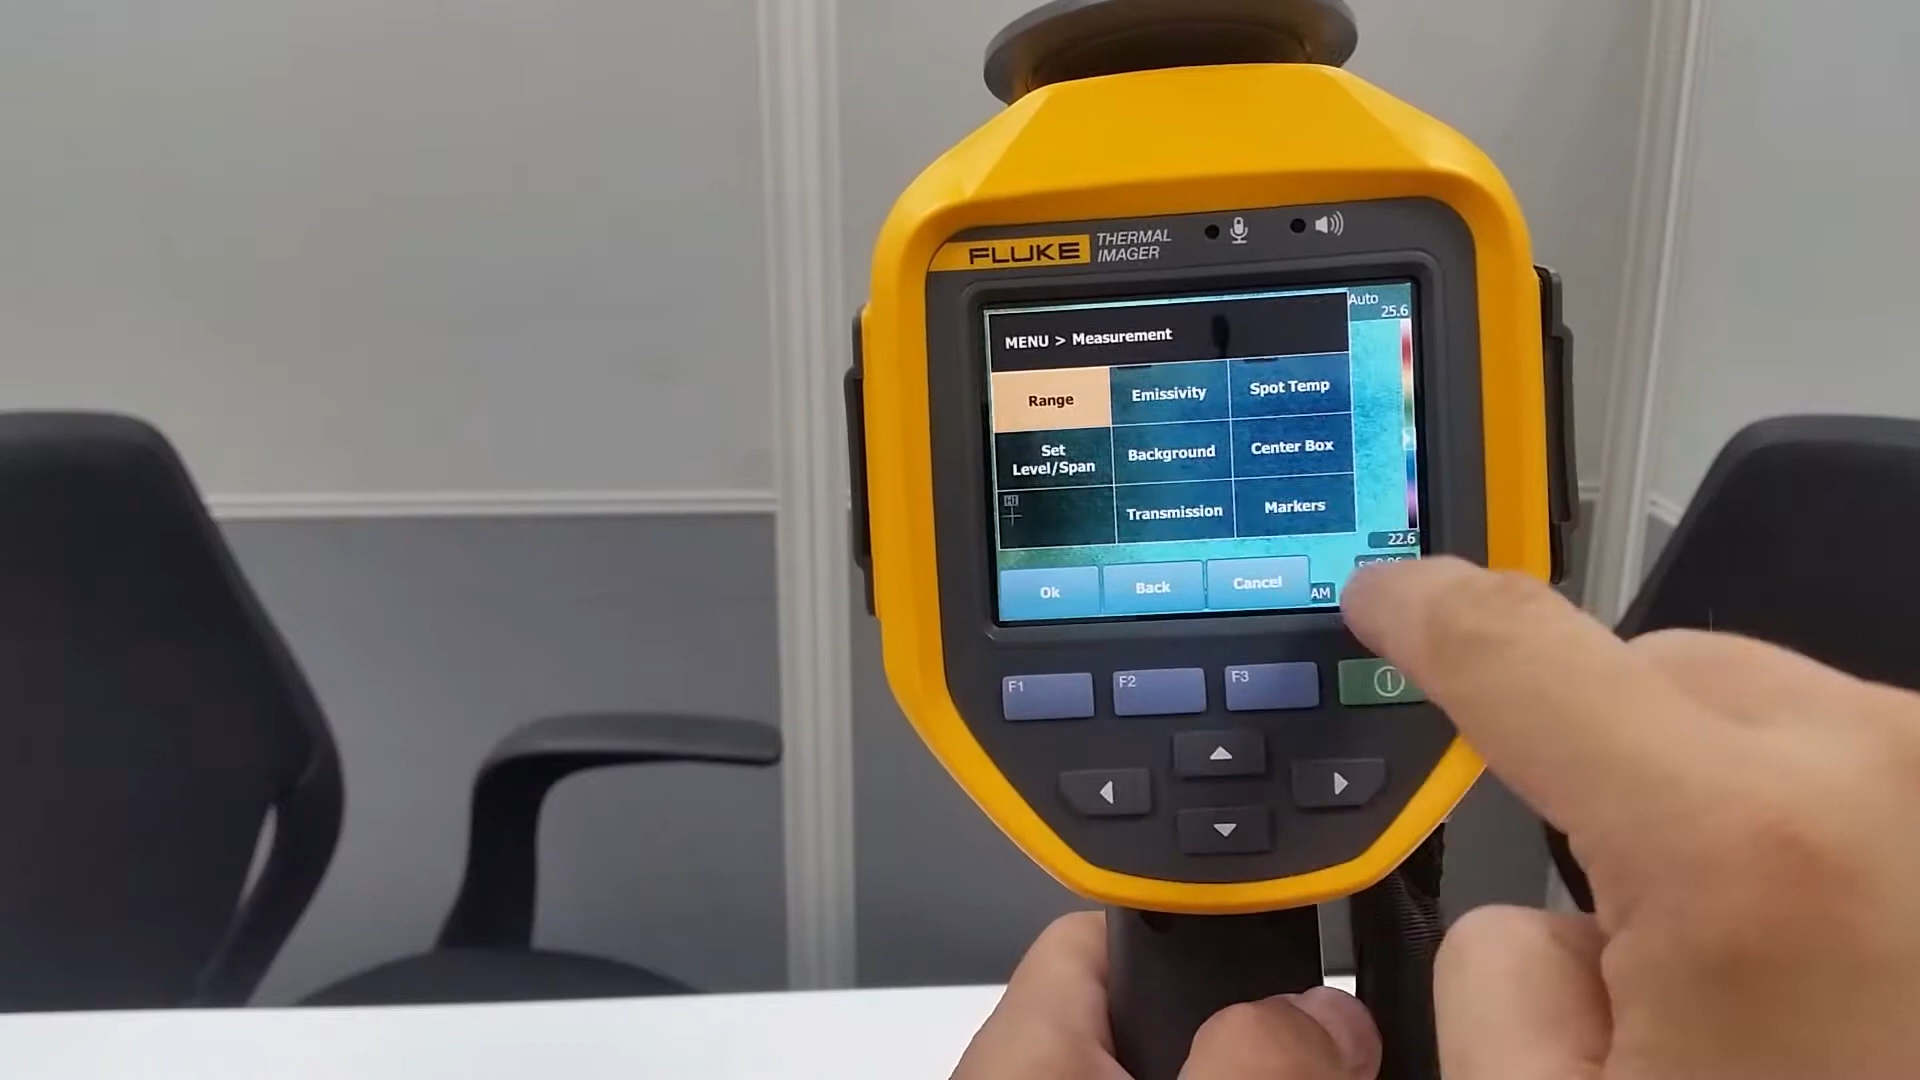 FLUKE
THERMAL
IMAGER
Auto
25.6
MENU > Measurement
Range
Emissivity
Spot Temp
Set
Level/Span
Background
Center Box
Hi
Transmission
Markers
22.6
Ok
Back
Cancel
AM
F1
F2
F3